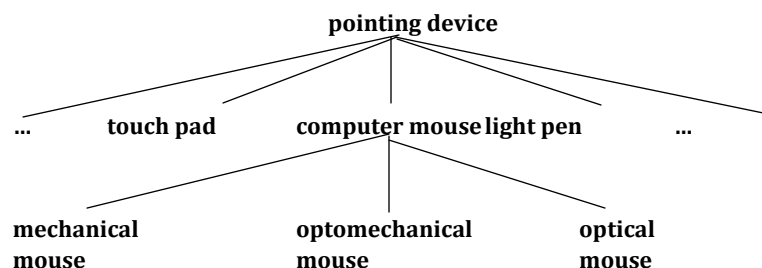 pointing device
... touch pad computer mouse light pen ...
mechanical optomechanical optical
mouse mouse mouse